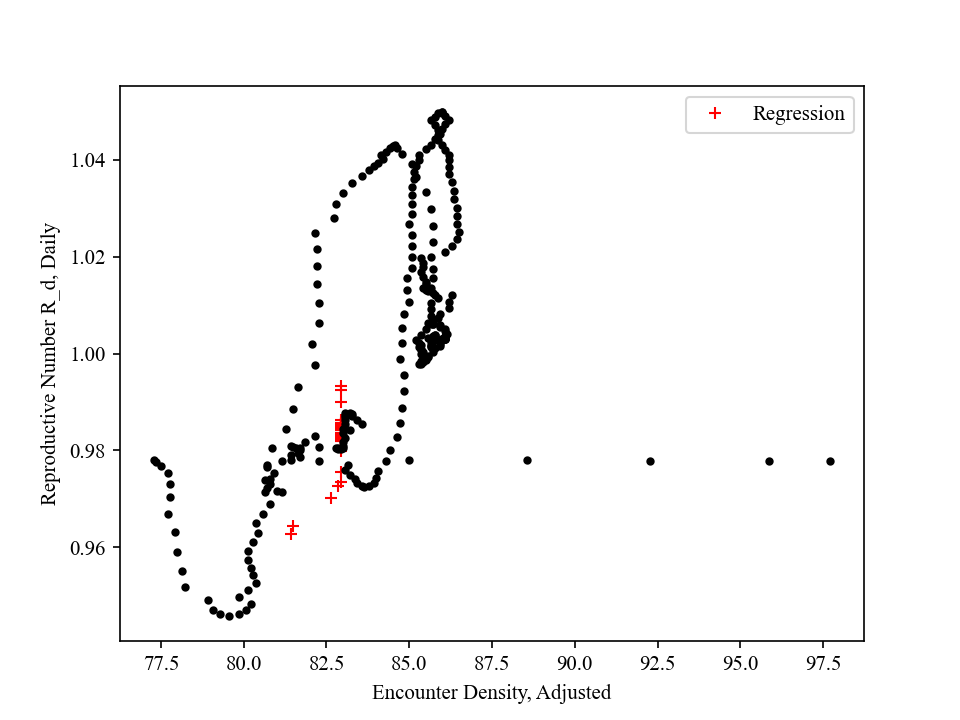 Regression
1.04
1.02
1.00
0.98
0.96
Reproductive Number R_d, Daily
77.5 80.0 82.5 85.0 87.5 90.0 92.5 95.0 97.5
Encounter Density, Adjusted